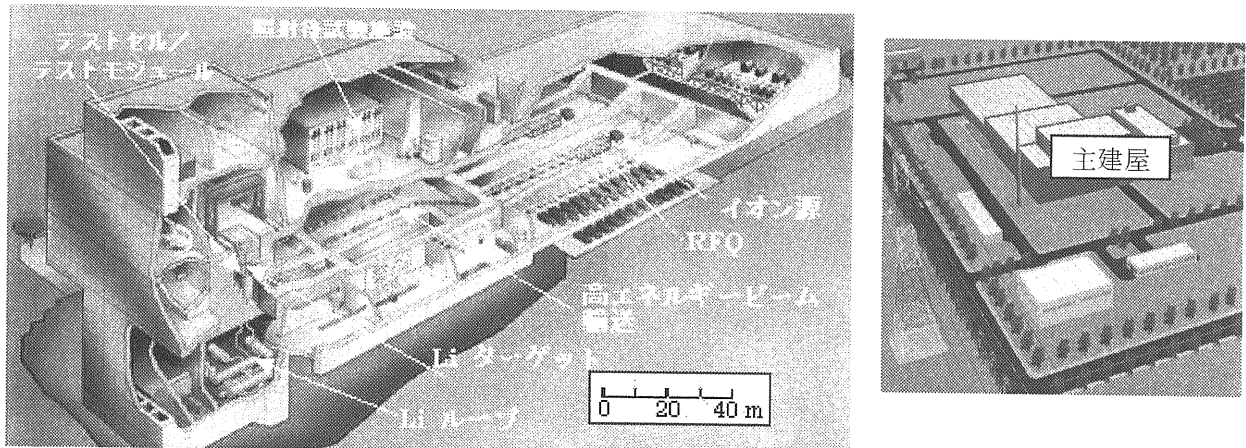 テストセル/
テストモジュール
照射後試験施設
イオン源
RFQ
高エネルギービーム
輸送
Li ターゲット
Li ループ
0 20 40 m
主建屋